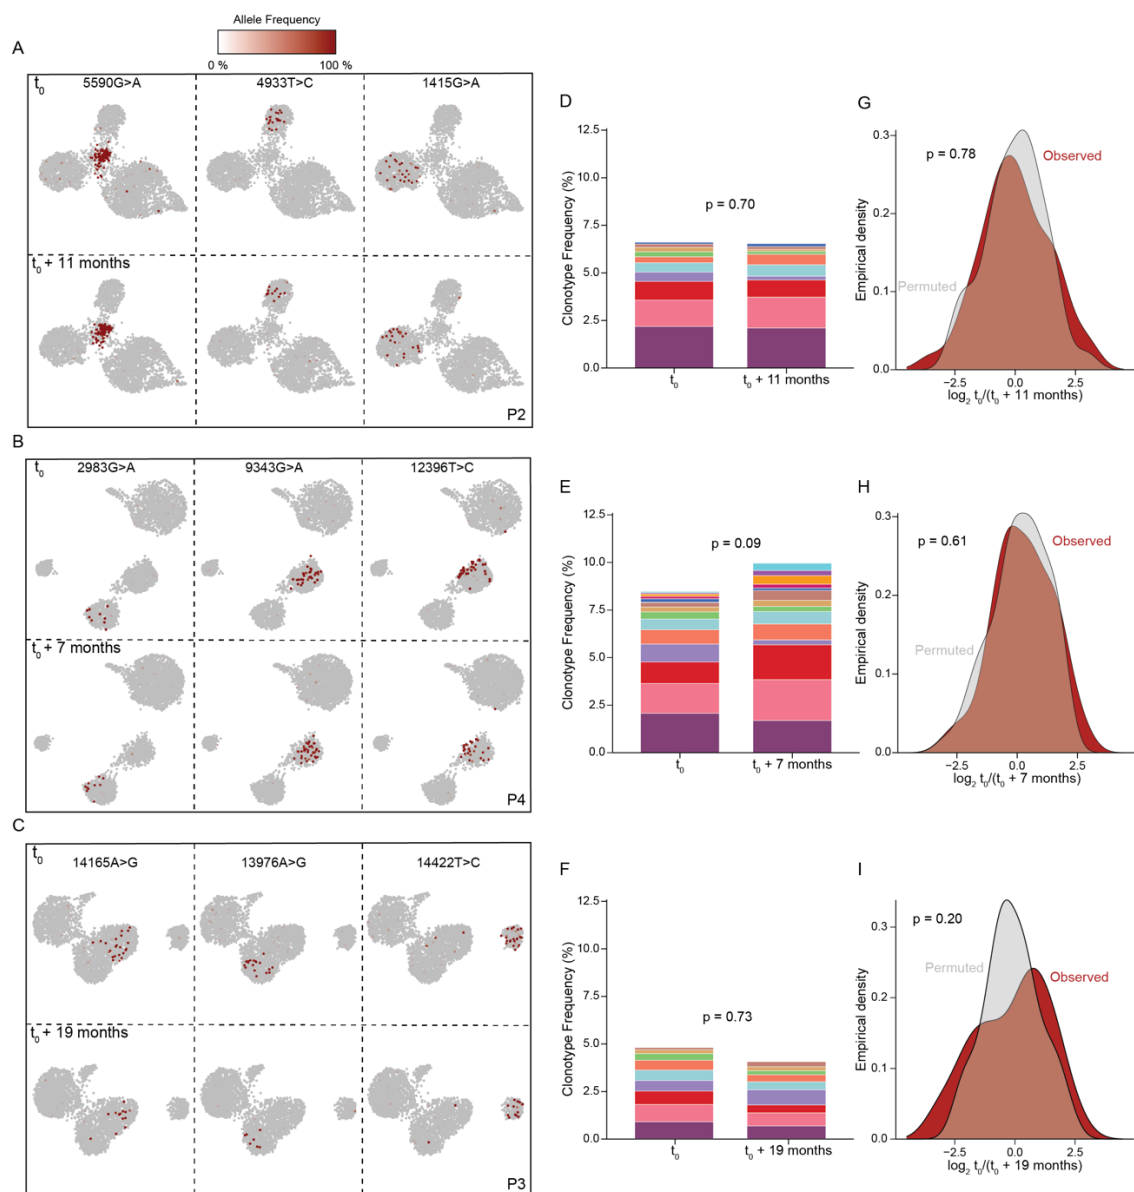 Allele Frequency
0 %
100 %
A
t0
5590G>A
4933T>C
1415G>A
t0 + 11 months
P2
B
t0
2983G>A
9343G>A
12396T>C
t0 + 7 months
P4
C
t0
14165A>G
13976A>G
14422T>C
t0 + 19 months
P3
D
Clonotype Frequency (%)
12.5
10.0
7.5
5.0
2.5
0.0
p = 0.70
t0
t0 + 11 months
E
Clonotype Frequency (%)
12.5
10.0
7.5
5.0
2.5
0.0
p = 0.09
t0
t0 + 7 months
F
Clonotype Frequency (%)
12.5
10.0
7.5
5.0
2.5
0.0
p = 0.73
t0
t0 + 19 months
G
Empirical density
0.3
0.2
0.1
0.0
p = 0.78
Observed
Permuted
-2.5
0.0
2.5
log2 t0/(t0 + 11 months)
H
Empirical density
0.3
0.2
0.1
0.0
p = 0.61
Observed
Permuted
-2.5
0.0
2.5
log2 t0/(t0 + 7 months)
I
Empirical density
0.3
0.2
0.1
0.0
p = 0.20
Permuted
Observed
-2.5
0.0
2.5
log2 t0/(t0 + 19 months)